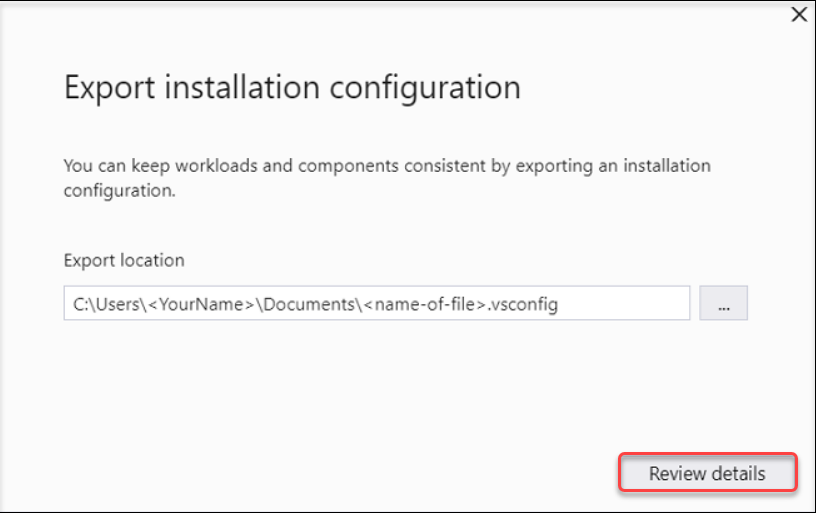 Export installation configuration
You can keep workloads and components consistent by exporting an installation
configuration.
Export location
C:\Users\<YourName>\Documents\<name-of-file>.vsconfig
...
Review details